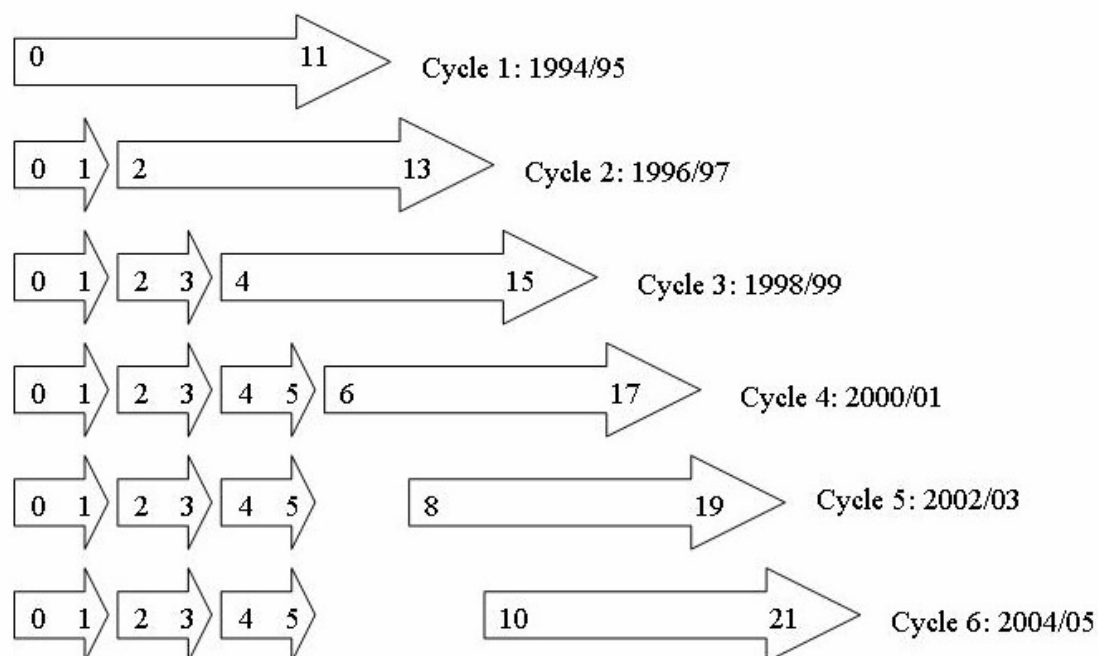 0 11 Cycle 1: 1994/95
0 1 2 13 Cycle 2: 1996/97
0 1 2 3 4 15 Cycle 3: 1998/99
0 1 2 3 4 5 6 17 Cycle 4: 2000/01
0 1 2 3 4 5 8 19 Cycle 5: 2002/03
0 1 2 3 4 5 10 21 Cycle 6: 2004/05